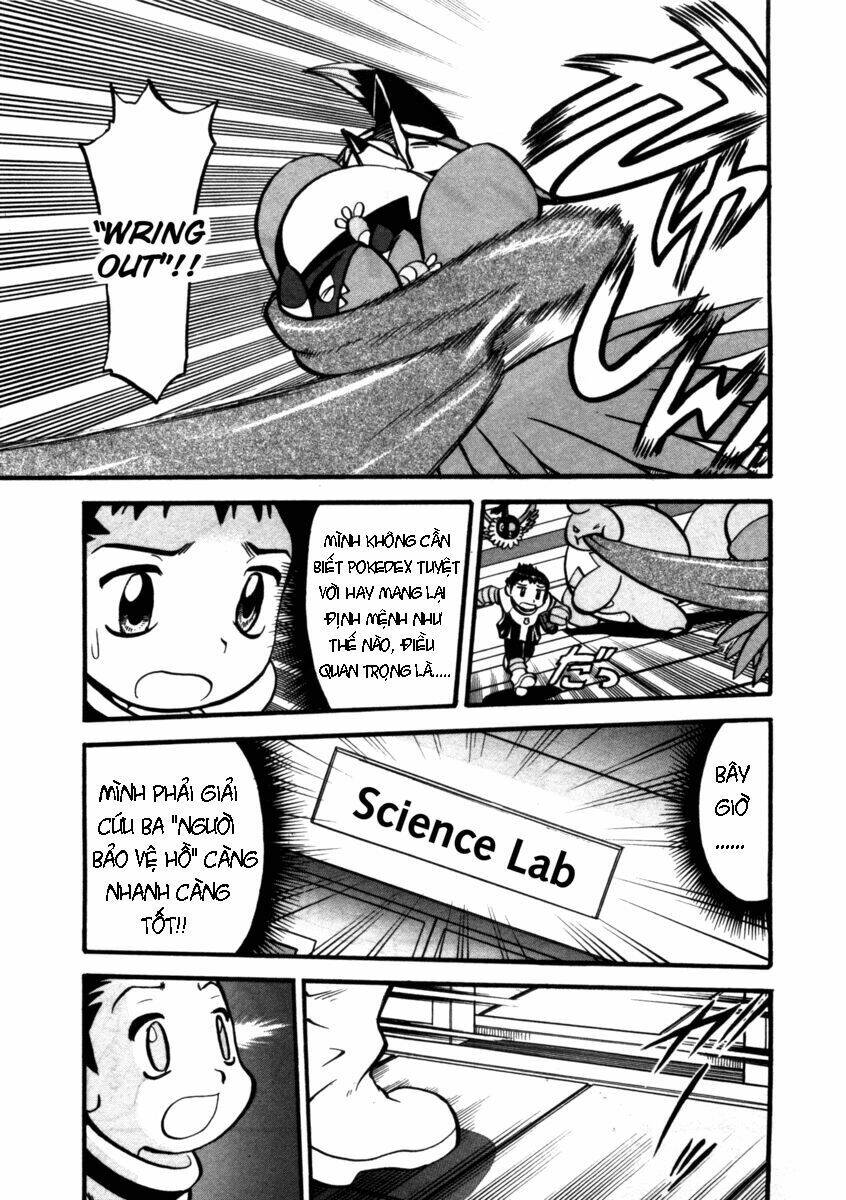 "WRING
OUT"!!
MÌNH KHÔNG CẦN
BIẾT POKEDEX TUYỆT
VỜI HAY MANG LẠI
ĐỊNH MỆNH NHƯ
THẾ NÀO, ĐIỀU
QUAN TRỌNG LÀ.....
だっ
BÂY
GIỜ
......
Science Lab
MÌNH PHẢI GIẢI
CỨU BA "NGƯỜI
BẢO VỆ HỒ" CÀNG
NHANH CÀNG
TỐT!!